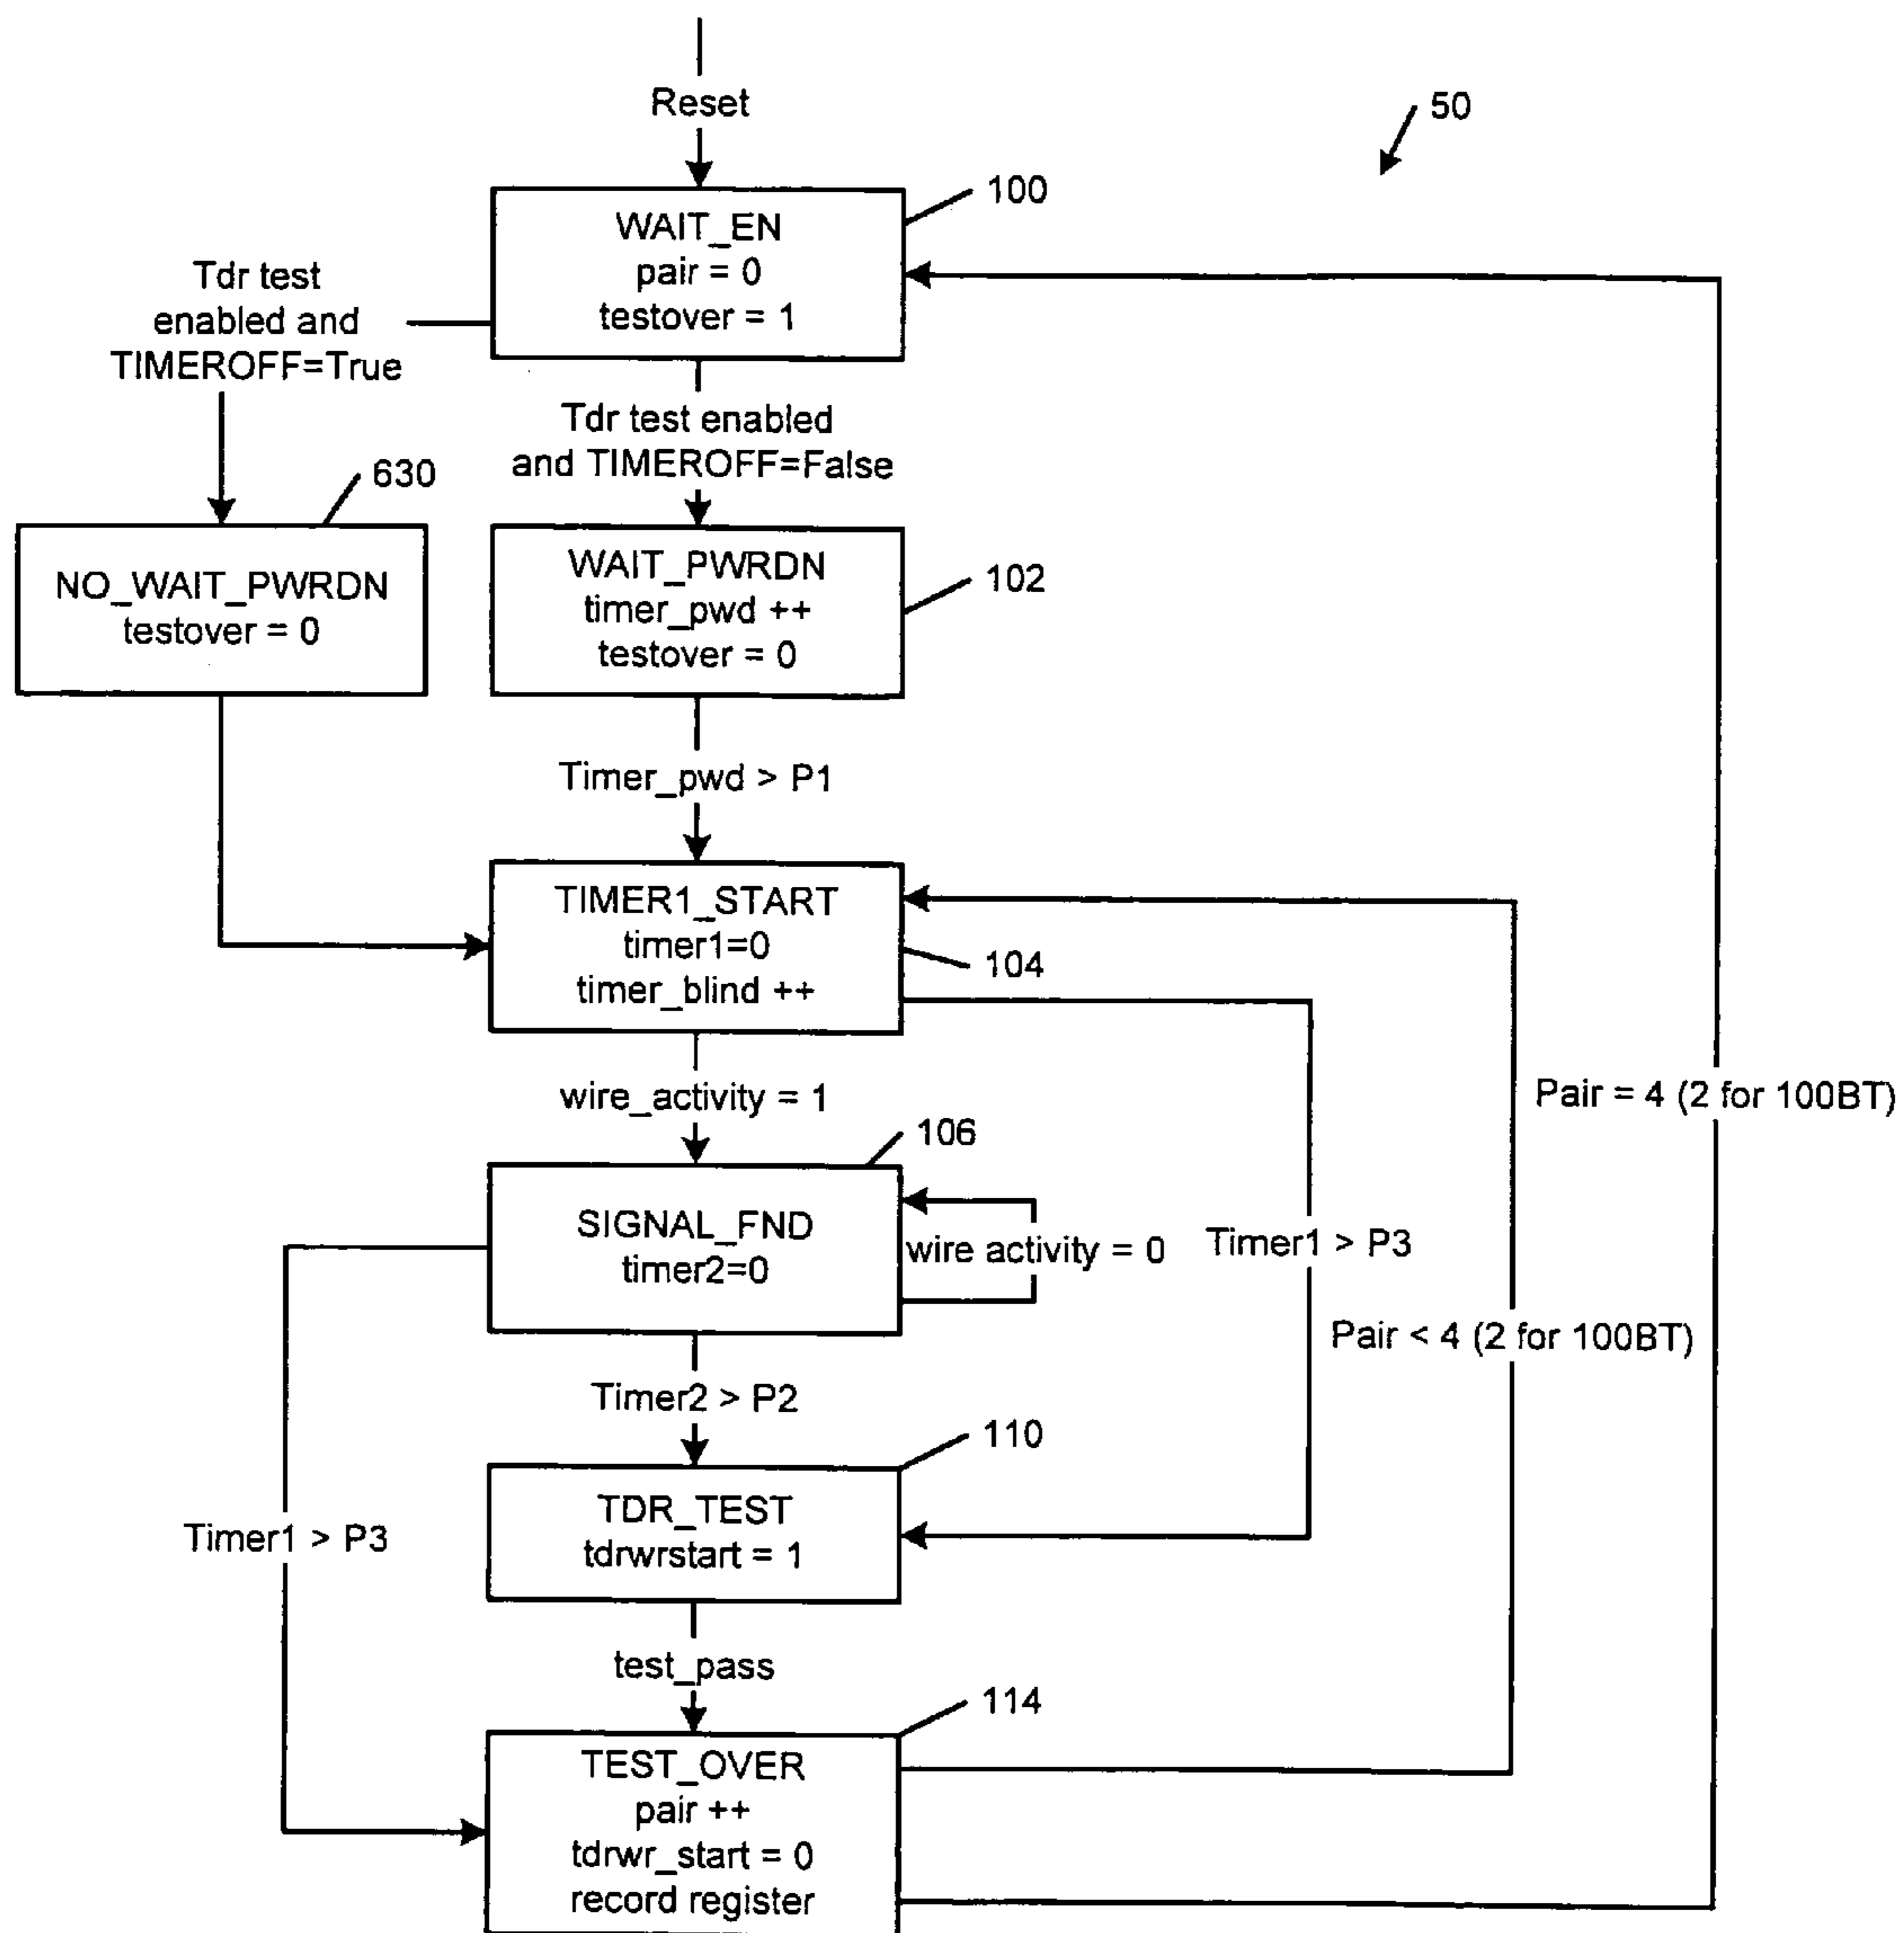 Reset
50
100
WAIT_EN
pair = 0
testover = 1
Tdr test
enabled and
TIMEROFF=True
Tdr test enabled
and TIMEROFF=False
630
NO_WAIT_PWRDN
testover = 0
WAIT_PWRDN
timer_pwd ++
testover = 0
102
Timer_pwd > P1
TIMER1_START
timer1=0
timer_blind ++
104
wire_activity = 1
Pair = 4 (2 for 100BT)
106
SIGNAL_FND
timer2=0
wire activity = 0
Timer1 > P3
Pair < 4 (2 for 100BT)
Timer2 > P2
110
TDR_TEST
tdrwrstart = 1
Timer1 > P3
test_pass
114
TEST_OVER
pair ++
tdrwr_start = 0
record register